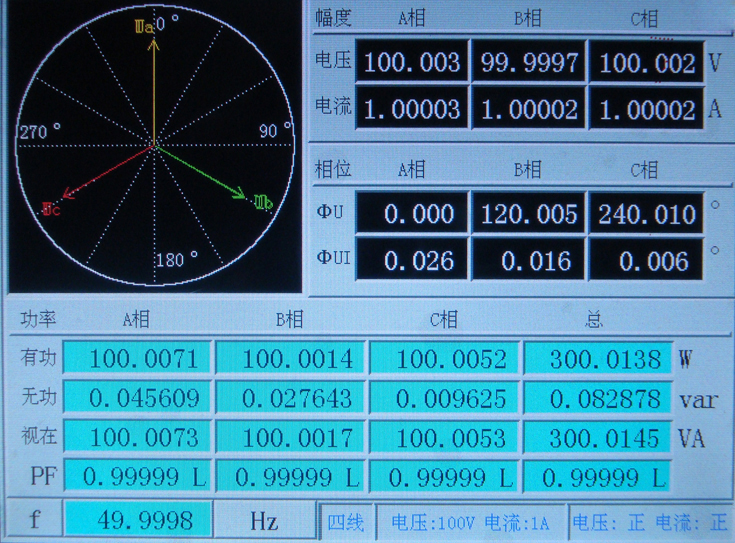 Ua 0°
270° 90°
Uc Ub
180°
幅度 A相 B相 C相
电压 100.003 99.9997 100.002 V
电流 1.00003 1.00002 1.00002 A
相位 A相 B相 C相
ΦU 0.000 120.005 240.010 °
ΦUI 0.026 0.016 0.006 °
功率 A相 B相 C相 总
有功 100.0071 100.0014 100.0052 300.0138 W
无功 0.045609 0.027643 0.009625 0.082878 var
视在 100.0073 100.0017 100.0053 300.0145 VA
PF 0.99999 L 0.99999 L 0.99999 L 0.99999 L
f 49.9998 Hz 四线 电压:100V 电流:1A 电压: 正 电流: 正